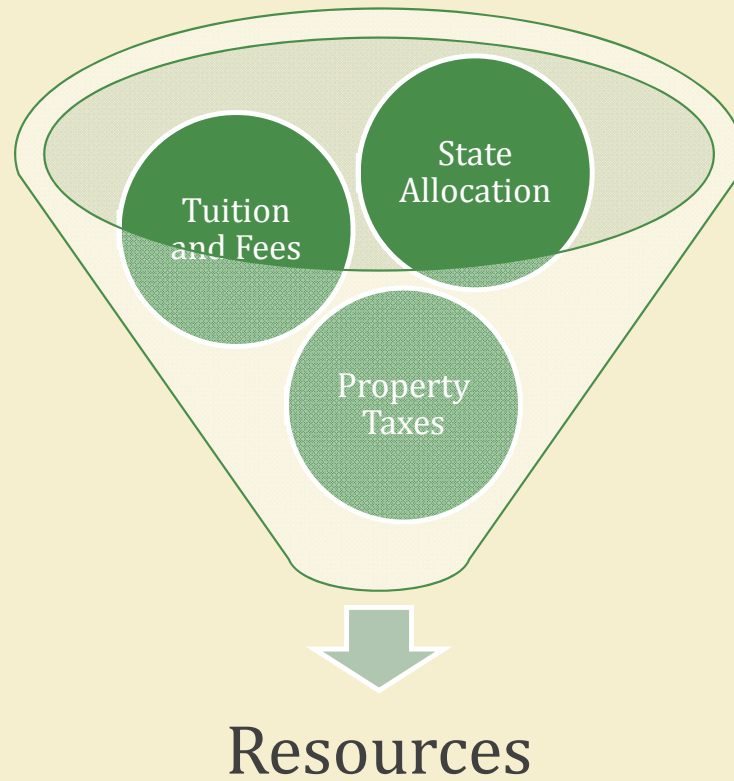 State
Allocation
Tuition
and Fees
Property
Taxes
Resources